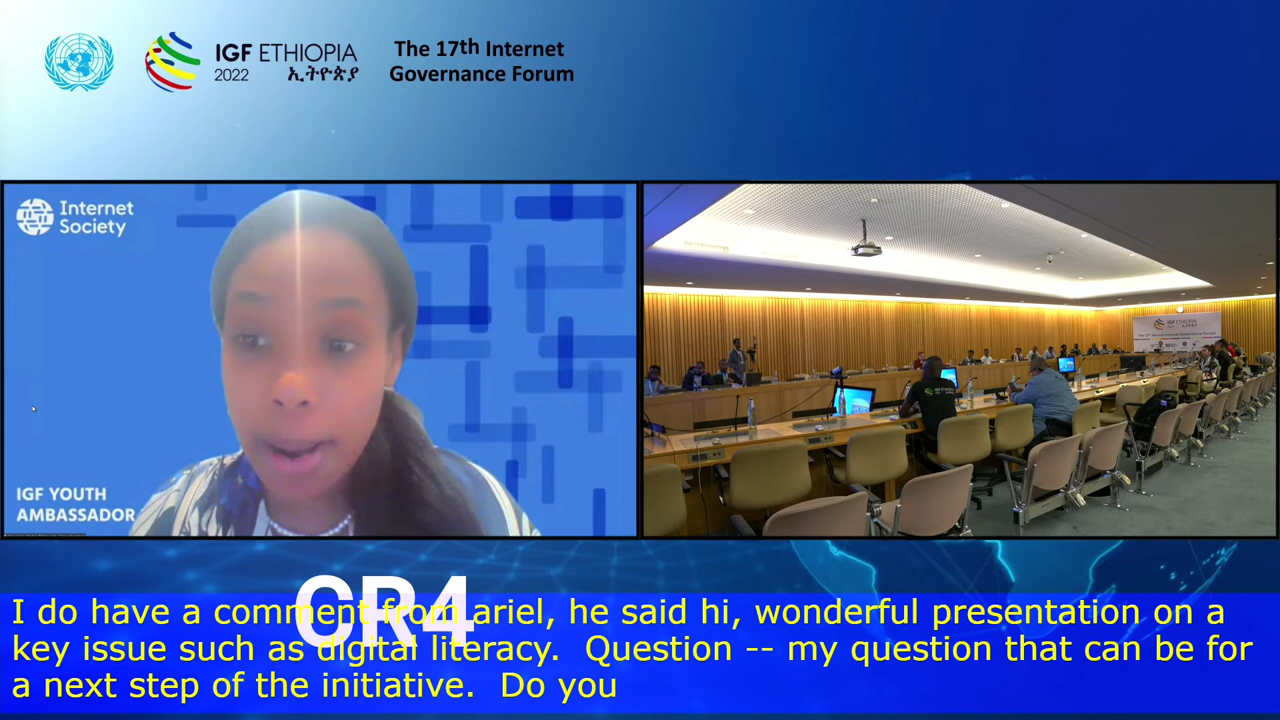 IGF ETHIOPIA
2022 ኢትዮጵያ
The 17th Internet
Governance Forum
Internet
Society
IGF YOUTH
AMBASSADOR
IGF ETHIOPIA
CR4
I do have a comment from ariel, he said hi, wonderful presentation on a
key issue such as digital literacy.  Question -- my question that can be for
a next step of the initiative.  Do you